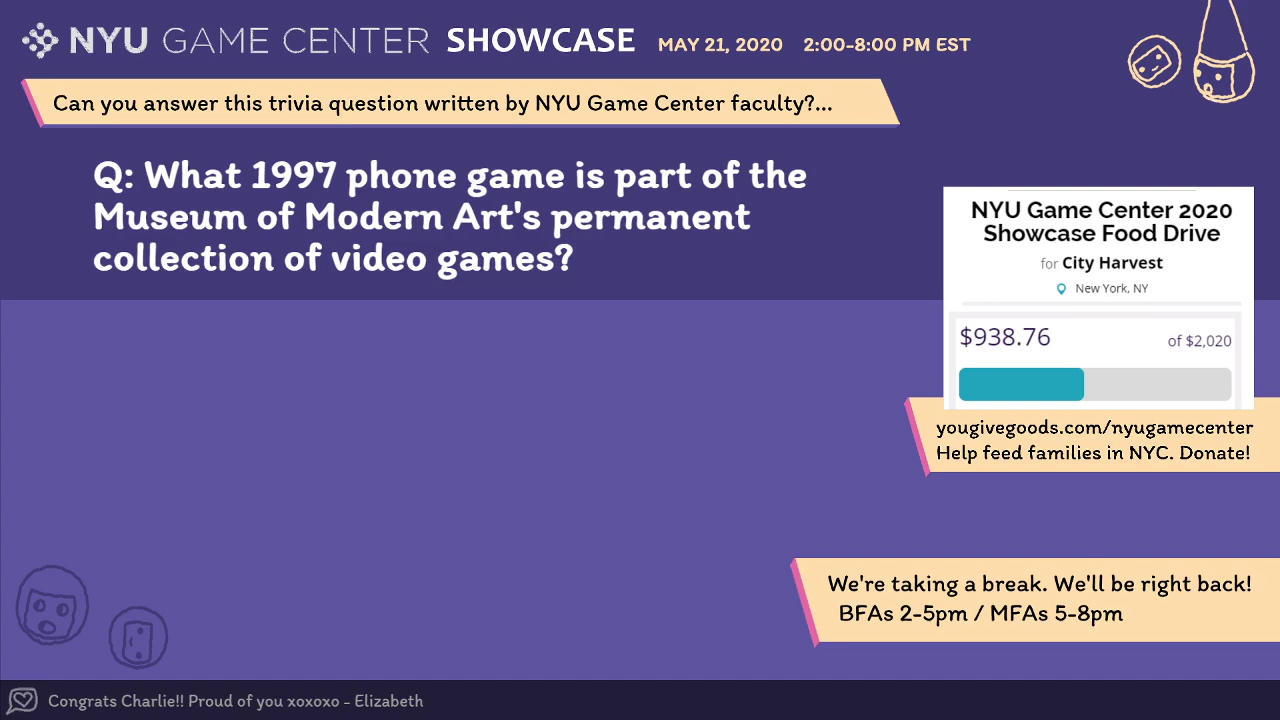 NYU GAME CENTER SHOWCASE MAY 21, 2020 2:00-8:00 PM EST
Can you answer this trivia question written by NYU Game Center faculty?...
Q: What 1997 phone game is part of the
Museum of Modern Art's permanent
collection of video games?
NYU Game Center 2020
Showcase Food Drive
for City Harvest
New York, NY
$938.76 of $2,020
yougivegoods.com/nyugamecenter
Help feed families in NYC. Donate!
We're taking a break. We'll be right back!
BFAs 2-5pm / MFAs 5-8pm
Congrats Charlie!! Proud of you xoxoxo - Elizabeth